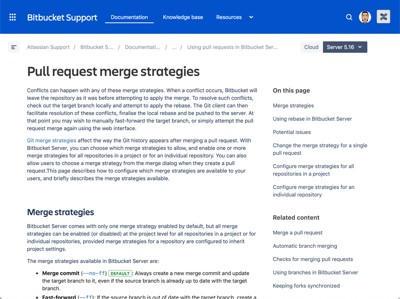 Bitbucket Support
Documentation
Knowledge base
Resources
Atlassian Support / Bitbucket S... / Documentati... / ... / Using pull requests in Bitbucket Ser...
Cloud
Server 5.16
Pull request merge strategies
Conflicts can happen with any of these merge strategies. When a conflict occurs, Bitbucket will
leave the repository as it was before attempting to apply the merge. To resolve such conflicts,
check out the target locally and attempt to apply the rebase. The Git client can then
facilitate resolution of these conflicts, finalise the local rebase and be pushed to the server. At
that point you may wish to manually fast-forward the target branch, or simply attempt the pull
request merge again using the web interface.
Git merge strategies affect the way the Git history appears after merging a pull request. With
Bitbucket Server, you can choose which merge strategies to allow, and enable one or more
merge strategies for all repositories in a project or for an individual repository. You can also
allow users to choose a merge strategy from the merge dialog when they create a pull
request.This page describes how to configure which merge strategies are available to your
users, and briefly describes the merge strategies available.
Merge strategies
Bitbucket Server comes with only one merge strategy enabled by default, but all merge
strategies can be enabled (or disabled) at the project level for all repositories in a project or for
individual repositories, provided merge strategies for a repository are configured to inherit
project settings.
The merge strategies available in Bitbucket Server are:
• Merge commit (--no-ff) DEFAULT : Always create a new merge commit and update
the target branch to it, even if the source branch is already up to date with the target
branch.
• Fast-forward (--ff): If the source branch is out of date with the target branch, create a
On this page
Merge strategies
Using rebase in Bitbucket Server
Potential issues
Change the merge strategy for a single
pull request
Configure merge strategies for all
repositories in a project
Configure merge strategies for an
individual repository
Related content
Merge a pull request
Automatic branch merging
Checks for merging pull requests
Using branches in Bitbucket Server
Keeping forks synchronized